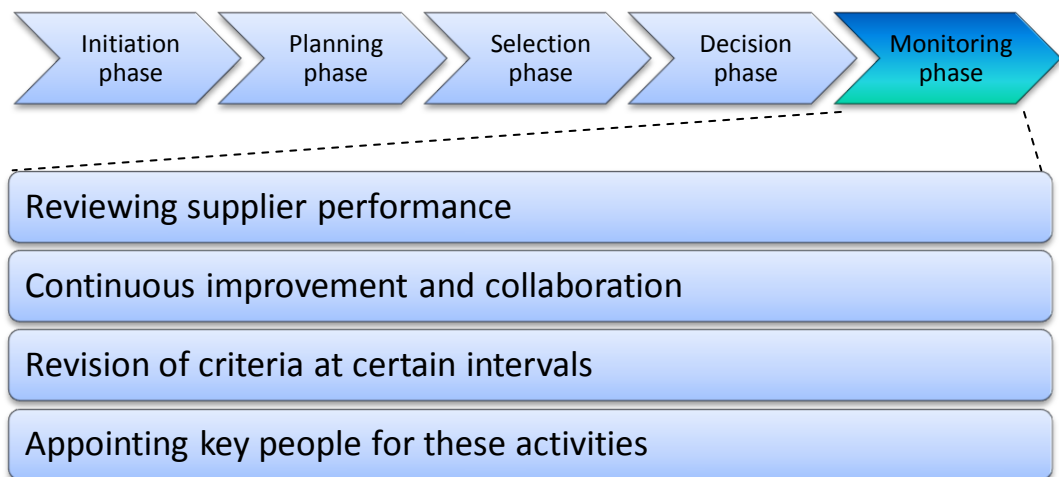 Initiation
phase
Planning
phase
Selection
phase
Decision
phase
Monitoring
phase
Reviewing supplier performance
Continuous improvement and collaboration
Revision of criteria at certain intervals
Appointing key people for these activities